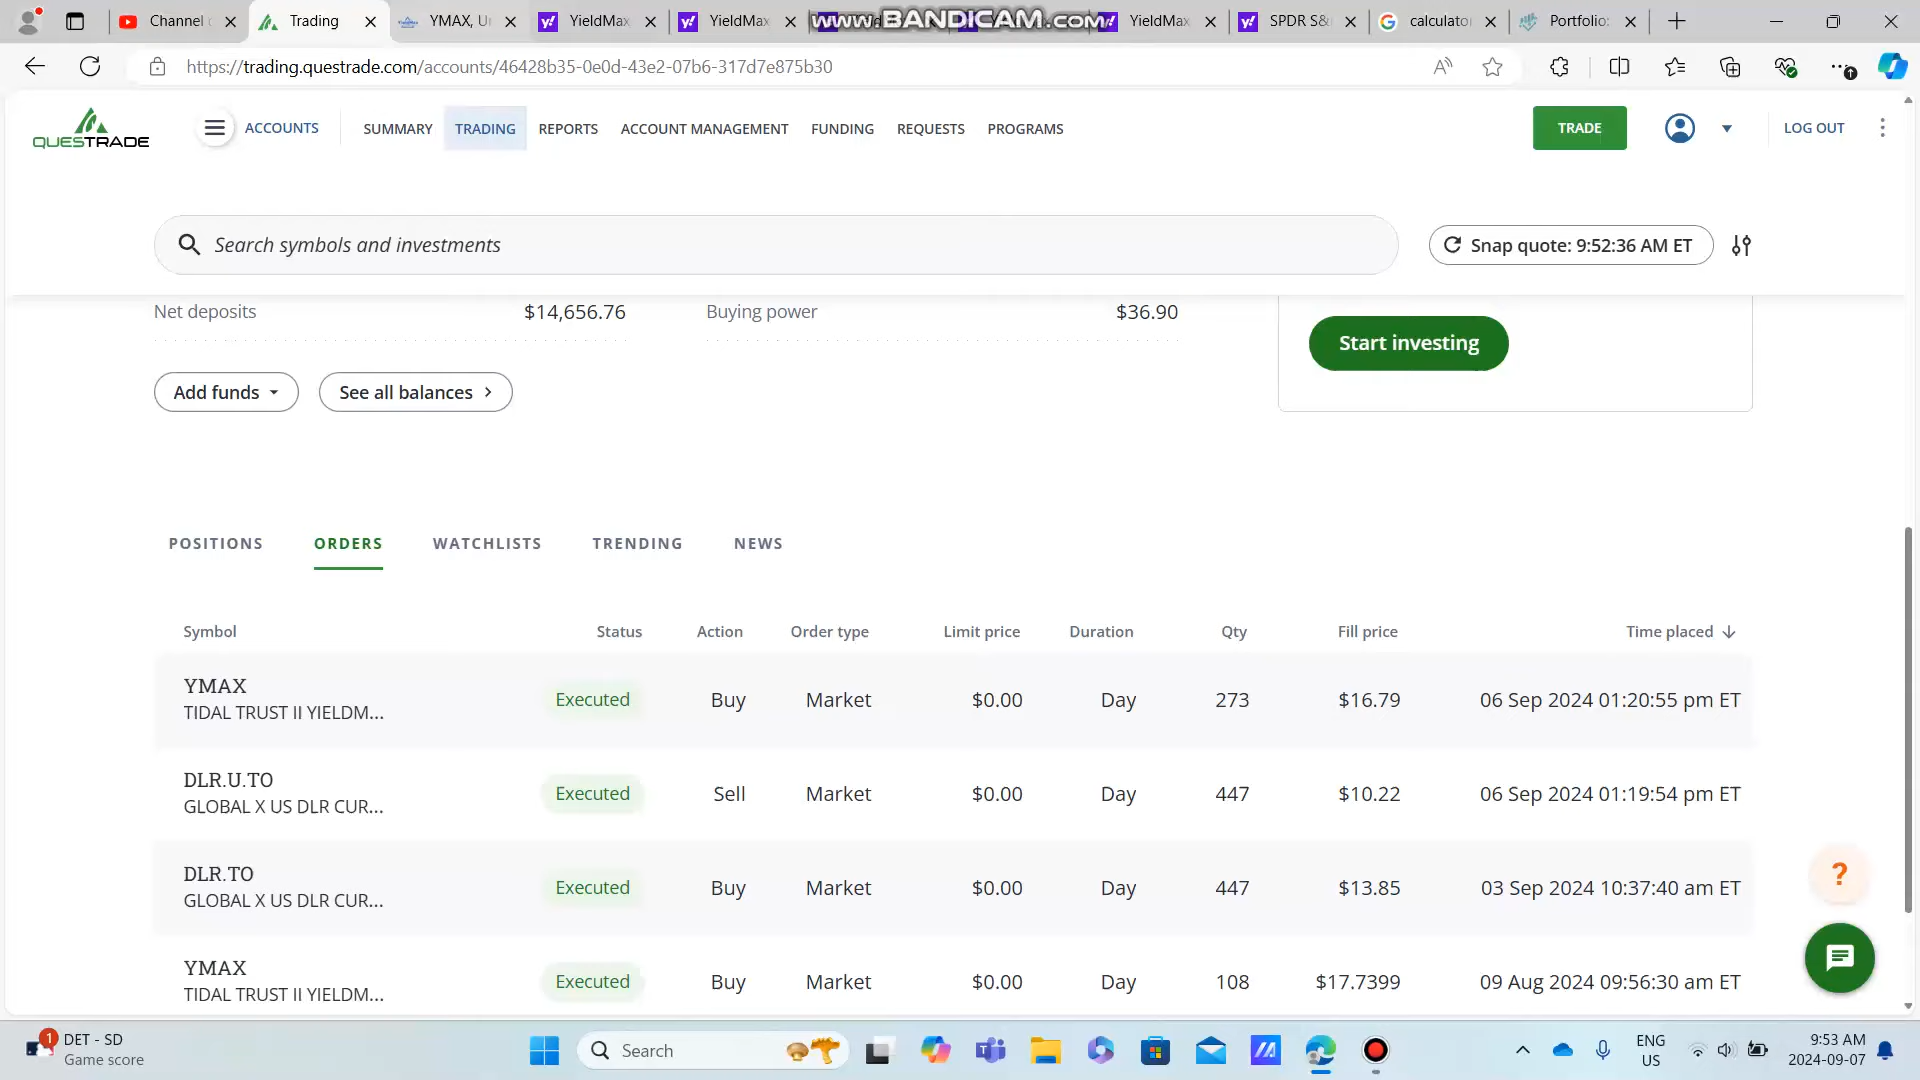 Channel
Trading
YMAX, U
YieldMax
YieldMax
www.BANDICAM.com
YieldMax
SPDR S&
calculator
Portfolio:
https://trading.questrade.com/accounts/46428b35-0e0d-43e2-07b6-317d7e875b30
QUESTRADE
ACCOUNTS
SUMMARY
TRADING
REPORTS
ACCOUNT MANAGEMENT
FUNDING
REQUESTS
PROGRAMS
TRADE
LOG OUT
Search symbols and investments
Snap quote: 9:52:36 AM ET
Net deposits $14,656.76
Buying power $36.90
Start investing
Add funds
See all balances
POSITIONS ORDERS WATCHLISTS TRENDING NEWS
Symbol Status Action Order type Limit price Duration Qty Fill price Time placed
YMAX
TIDAL TRUST II YIELDM...
Executed Buy Market $0.00 Day 273 $16.79 06 Sep 2024 01:20:55 pm ET
DLR.U.TO
GLOBAL X US DLR CUR...
Executed Sell Market $0.00 Day 447 $10.22 06 Sep 2024 01:19:54 pm ET
DLR.TO
GLOBAL X US DLR CUR...
Executed Buy Market $0.00 Day 447 $13.85 03 Sep 2024 10:37:40 am ET
YMAX
TIDAL TRUST II YIELDM...
Executed Buy Market $0.00 Day 108 $17.7399 09 Aug 2024 09:56:30 am ET
?
1
DET - SD
Game score
Search
ENG
US
9:53 AM
2024-09-07